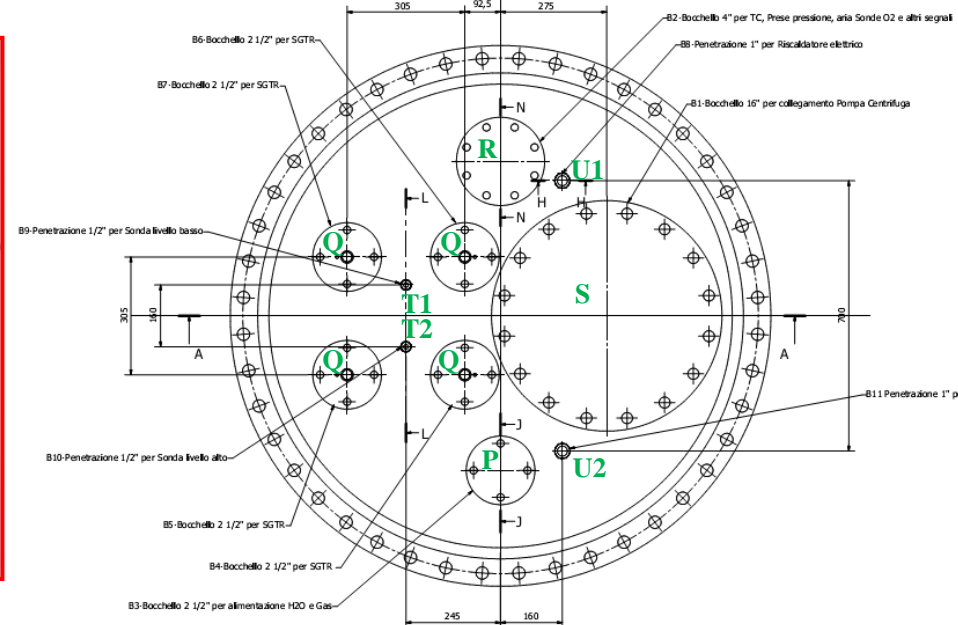 305
92,5
275
B2-Bocchello 4" per TC, Prese pressione, aria Sonde O2 e altri segnali
B6-Bocchello 2 1/2" per SGTR
B8-Penetrazione 1" per Riscaldatore elettrico
B7-Bocchello 2 1/2" per SGTR
B1-Bocchello 16" per collegamento Pompa Centrifuga
N
R
U1
L
H
H
N
B9-Penetrazione 1/2" per Sonda livello basso
Q
Q
S
T1
305
160
T2
700
A
A
Q
Q
B11 Penetrazione 1" p
L
J
B10-Penetrazione 1/2" per Sonda livello alto
P
U2
B5-Bocchello 2 1/2" per SGTR
J
B4-Bocchello 2 1/2" per SGTR
B3-Bocchello 2 1/2" per alimentazione H2O e Gas
245
160